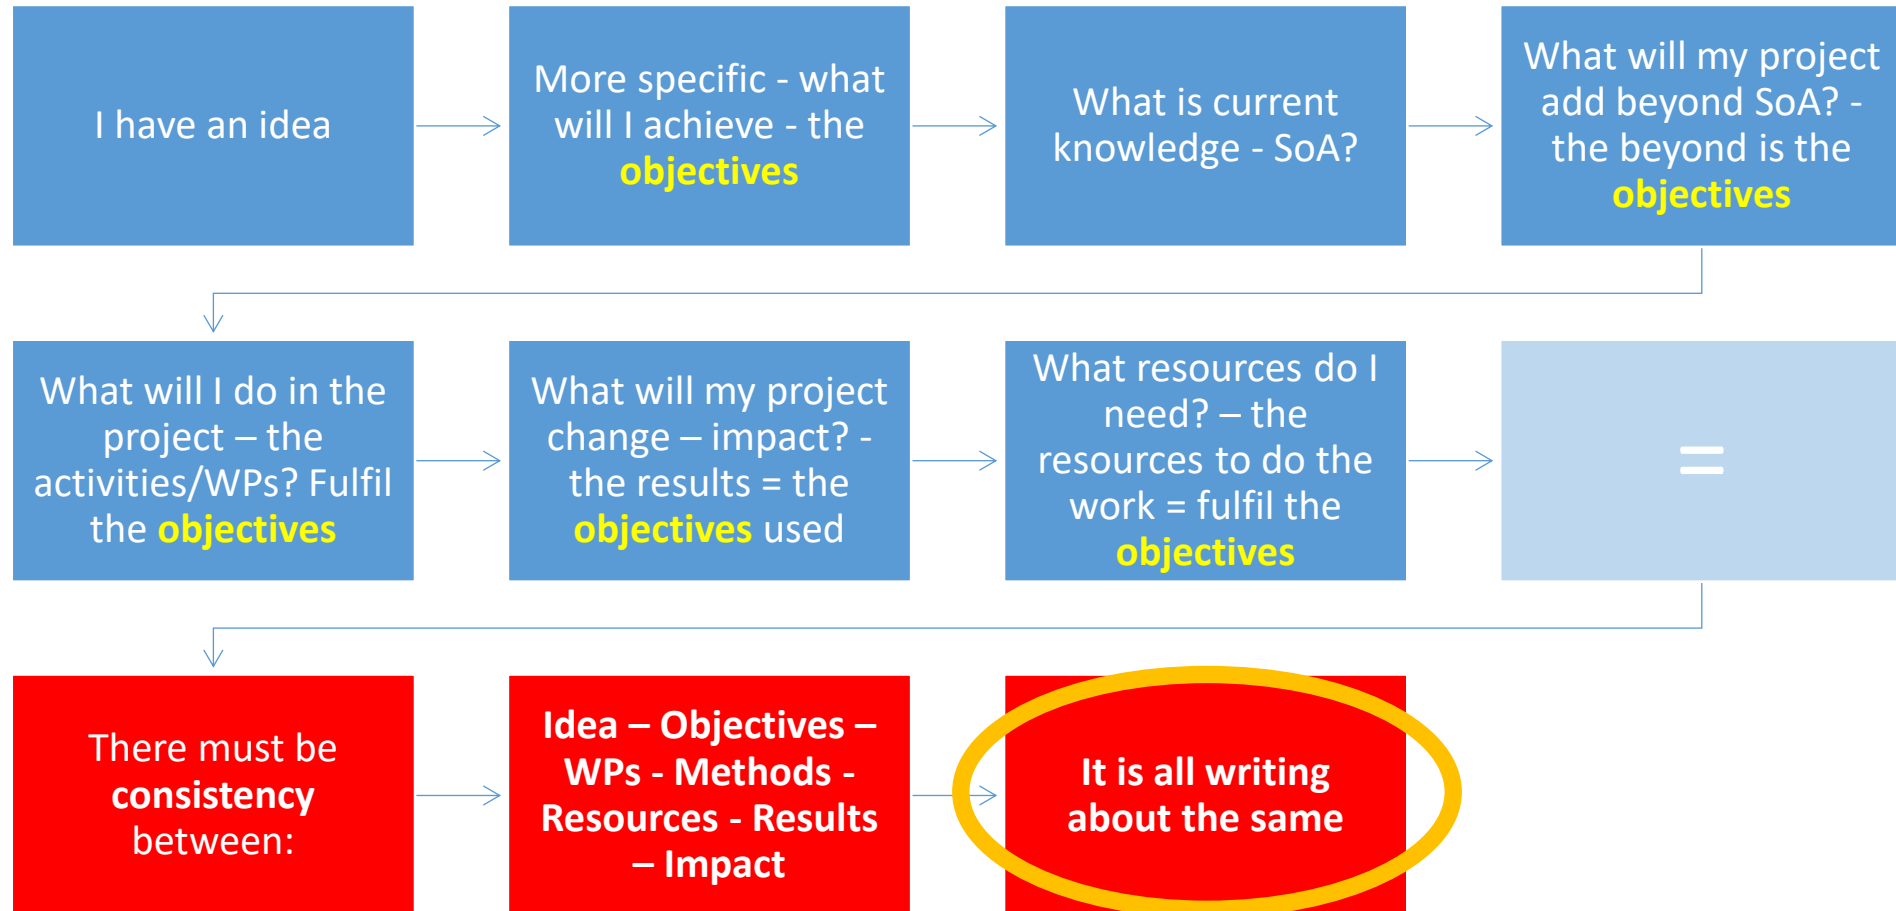 I have an idea
More specific - what
will I achieve - the
objectives
What is current
knowledge - SoA?
What will my project
add beyond SoA? -
the beyond is the
objectives
What will I do in the
project – the
activities/WPs? Fulfil
the objectives
What will my project
change – impact? -
the results = the
objectives used
What resources do I
need? – the
resources to do the
work = fulfil the
objectives
=
There must be
consistency
between:
Idea – Objectives –
WPs - Methods -
Resources - Results
– Impact
It is all writing
about the same